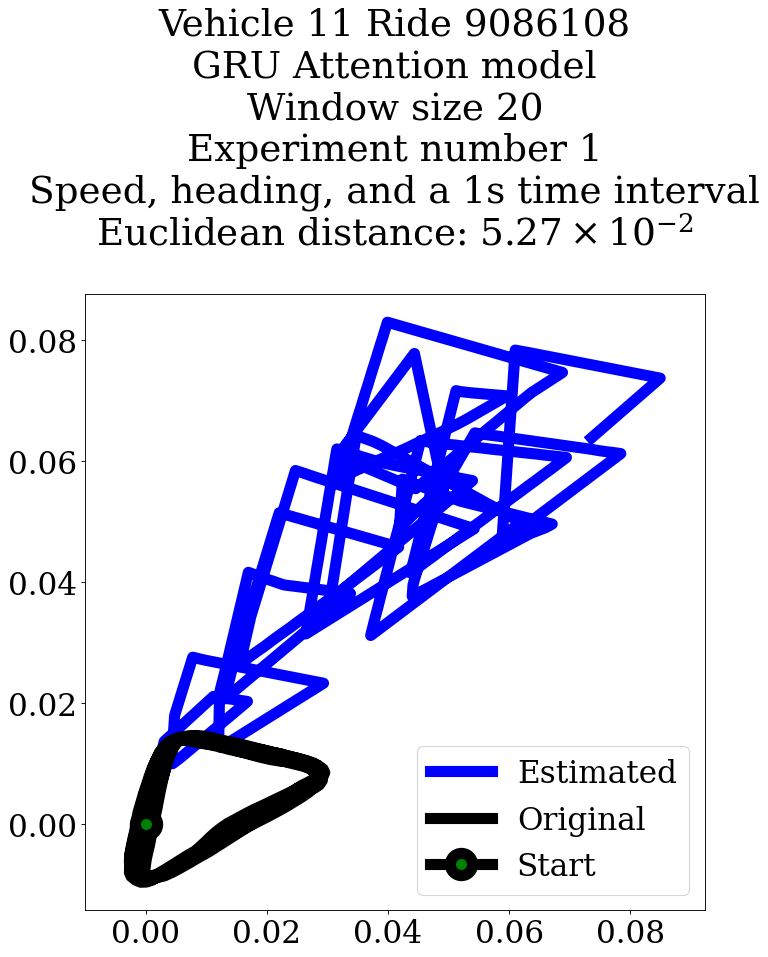 Vehicle 11 Ride 9086108
GRU Attention model
Window size 20
Experiment number 1
Speed, heading, and a 1s time interval
Euclidean distance: 5.27 × 10⁻²
0.08
0.06
0.04
0.02
0.00
Estimated
Original
Start
0.00 0.02 0.04 0.06 0.08